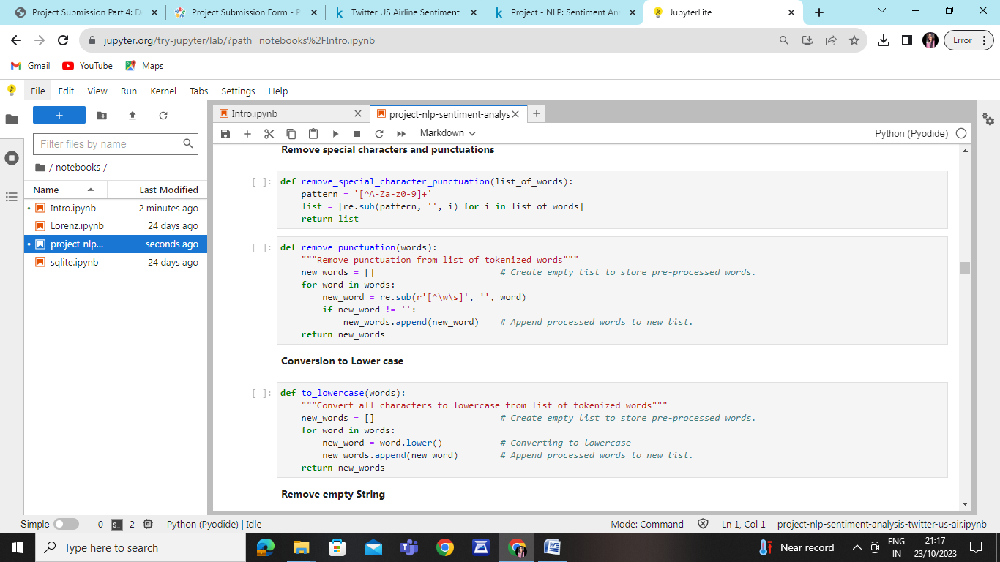 Project Submission Part 4: D
Project Submission Form - P
Twitter US Airline Sentiment
Project - NLP: Sentiment An
JupyterLite
jupyter.org/try-jupyter/lab/?path=notebooks%2FIntro.ipynb
Error
Gmail
YouTube
Maps
File Edit View Run Kernel Tabs Settings Help
Intro.ipynb
project-nlp-sentiment-analys
Filter files by name
Markdown
Python (Pyodide)
/ notebooks /
Name Last Modified
Intro.ipynb 2 minutes ago
Lorenz.ipynb 24 days ago
project-nlp... seconds ago
sqlite.ipynb 24 days ago
Remove special characters and punctuations
[ ]: def remove_special_character_punctuation(list_of_words):
    pattern = '[^A-Za-z0-9]+'
    list = [re.sub(pattern, '', i) for i in list_of_words]
    return list
[ ]: def remove_punctuation(words):
    """Remove punctuation from list of tokenized words"""
    new_words = []                        # Create empty list to store pre-processed words.
    for word in words:
        new_word = re.sub(r'[^\w\s]', '', word)
        if new_word != '':
            new_words.append(new_word)    # Append processed words to new list.
    return new_words
Conversion to Lower case
[ ]: def to_lowercase(words):
    """Convert all characters to lowercase from list of tokenized words"""
    new_words = []                        # Create empty list to store pre-processed words.
    for word in words:
        new_word = word.lower()           # Converting to lowercase
        new_words.append(new_word)        # Append processed words to new list.
    return new_words
Remove empty String
Simple 0 2 Python (Pyodide) | Idle
Mode: Command Ln 1, Col 1 project-nlp-sentiment-analysis-twitter-us-air.ipynb
Type here to search
Near record
ENG
IN
21:17
23/10/2023